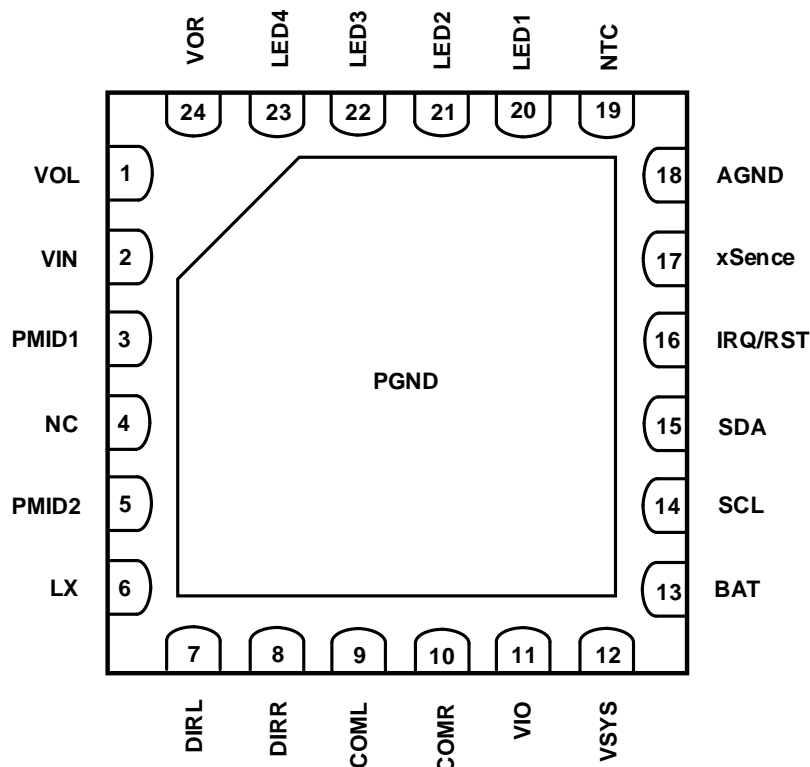 VOR LED4 LED3 LED2 LED1 NTC
24 23 22 21 20 19
VOL 1 18 AGND
VIN 2 17 xSence
PMID1 3 16 IRQ/RST
PGND
NC 4 15 SDA
PMID2 5 14 SCL
LX 6 13 BAT
7 8 9 10 11 12
DIRL DIRR COML COMR VIO VSYS